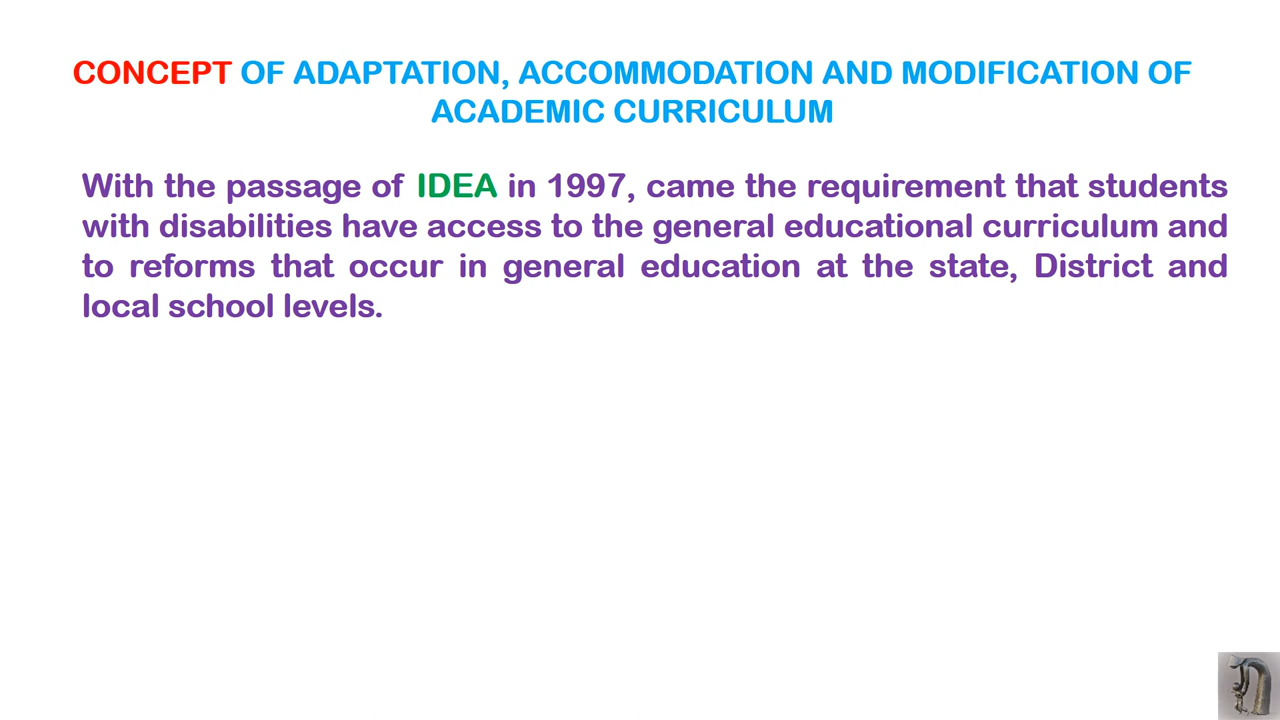 CONCEPT OF ADAPTATION, ACCOMMODATION AND MODIFICATION OF
ACADEMIC CURRICULUM
With the passage of IDEA in 1997, came the requirement that students
with disabilities have access to the general educational curriculum and
to reforms that occur in general education at the state, District and
local school levels.